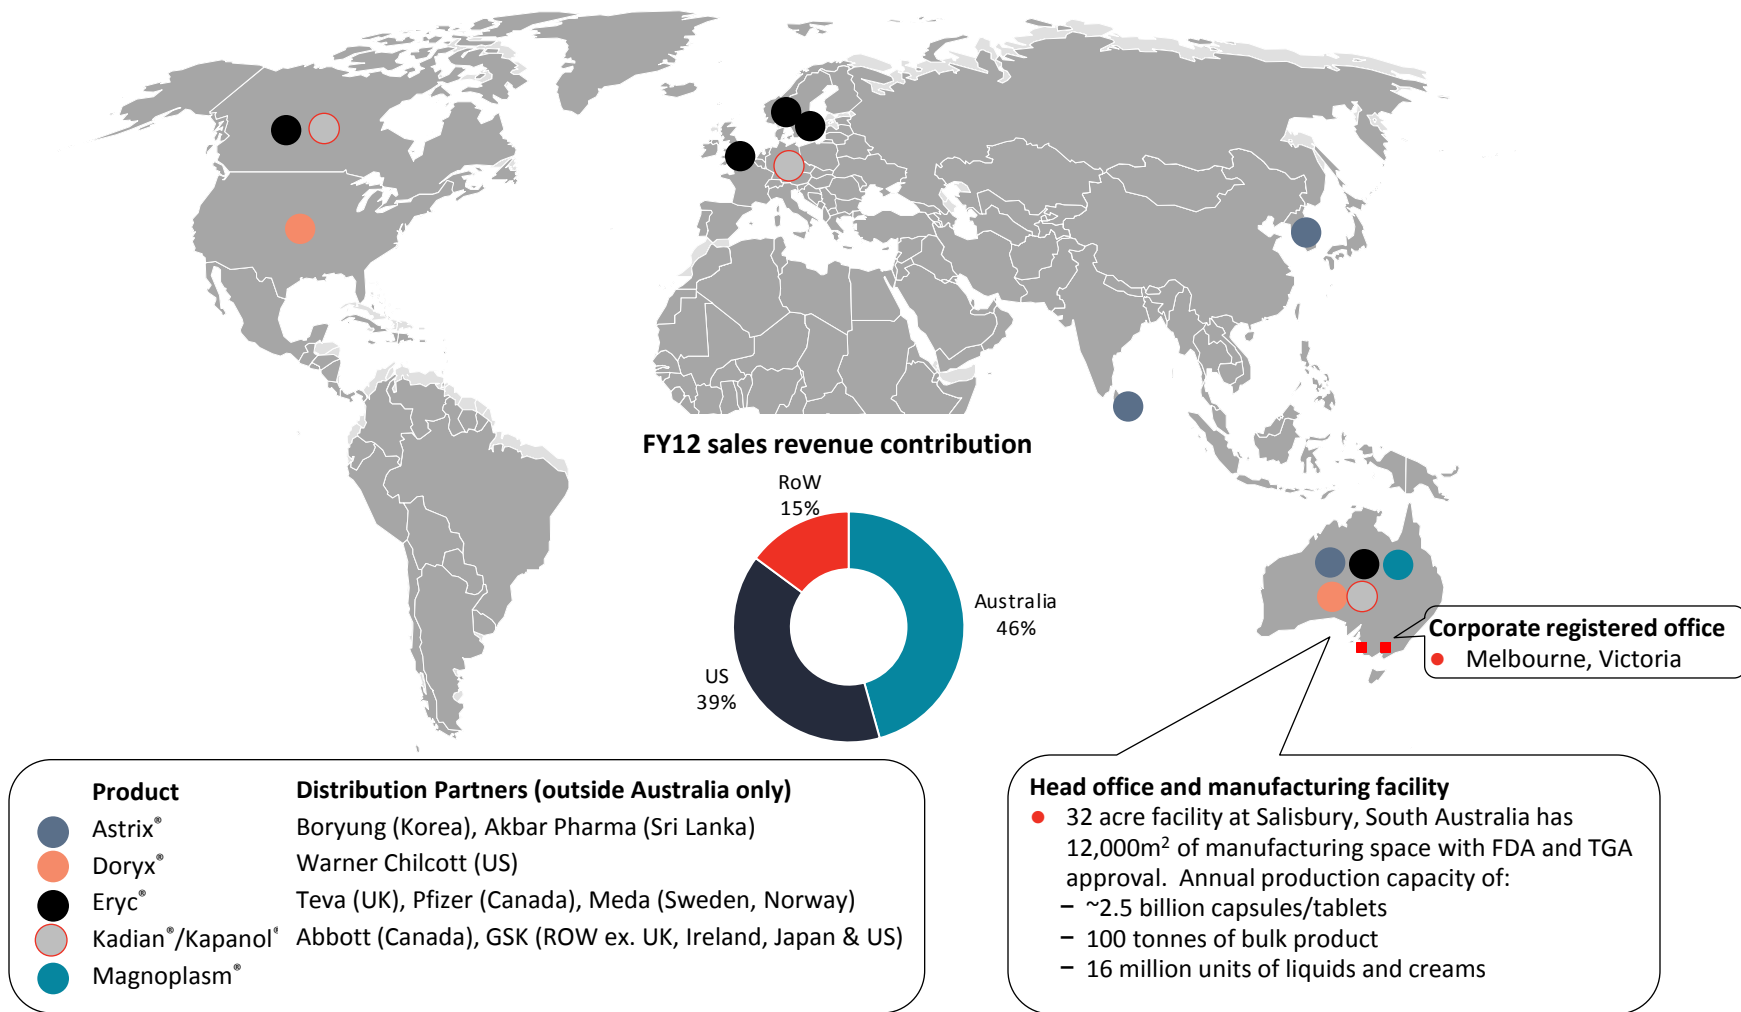 FY12 sales revenue contribution
RoW
15%
Australia
46%
US
39%
Corporate registered office
Melbourne, Victoria
Product Distribution Partners (outside Australia only)
Astrix® Boryung (Korea), Akbar Pharma (Sri Lanka)
Doryx® Warner Chilcott (US)
Eryc® Teva (UK), Pfizer (Canada), Meda (Sweden, Norway)
Kadian®/Kapanol® Abbott (Canada), GSK (ROW ex. UK, Ireland, Japan & US)
Magnoplasm®
Head office and manufacturing facility
32 acre facility at Salisbury, South Australia has
12,000m² of manufacturing space with FDA and TGA
approval. Annual production capacity of:
– ~2.5 billion capsules/tablets
– 100 tonnes of bulk product
– 16 million units of liquids and creams